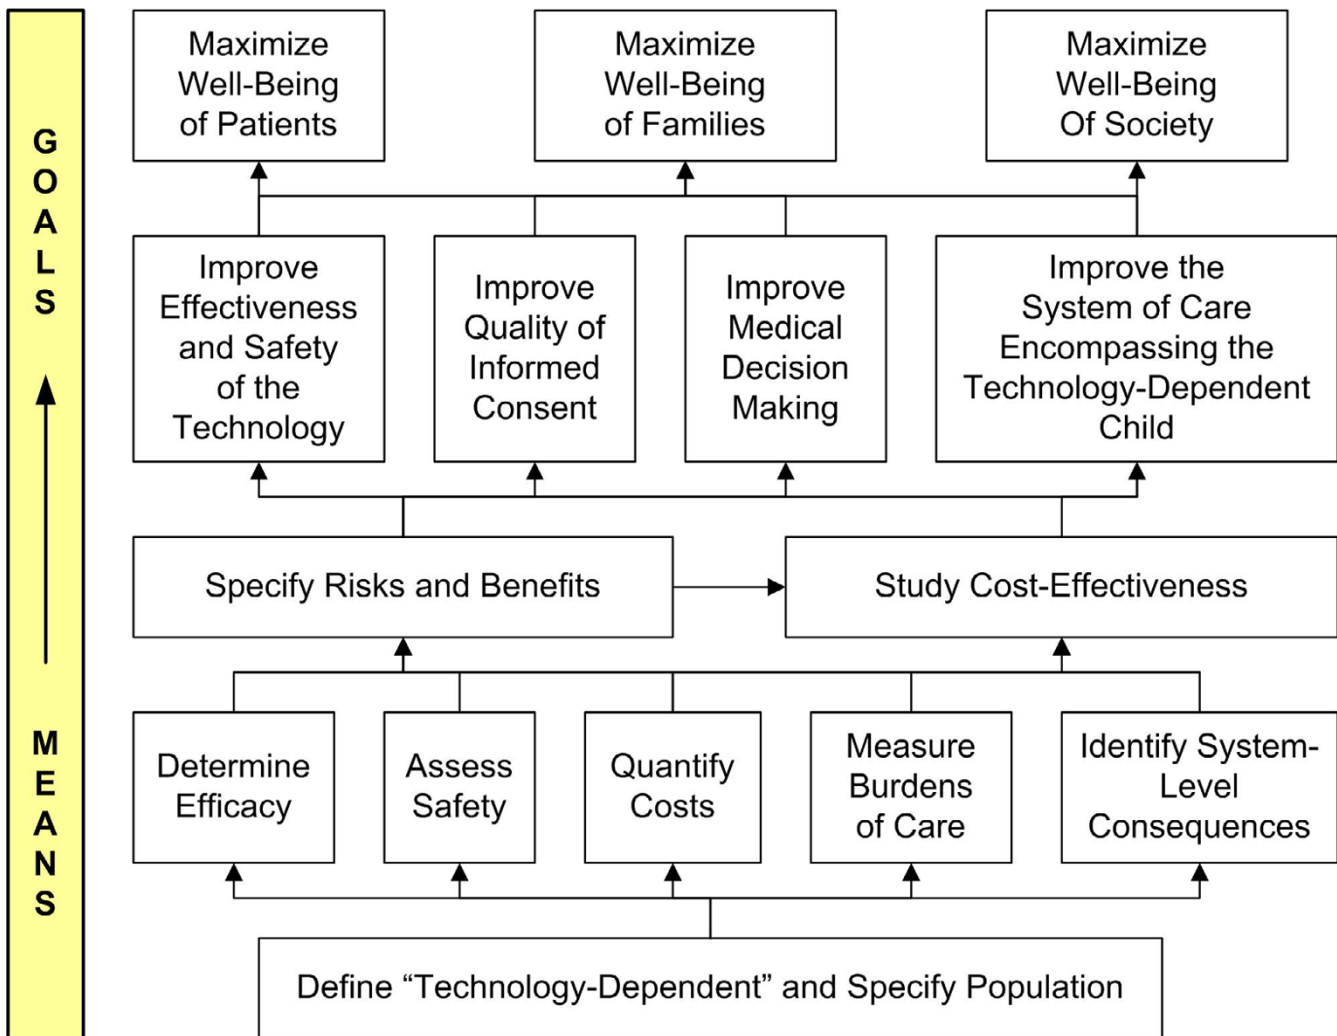 GOALS
MEANS
Maximize
Well-Being
of Patients
Maximize
Well-Being
of Families
Maximize
Well-Being
Of Society
Improve
Effectiveness
and Safety
of the
Technology
Improve
Quality of
Informed
Consent
Improve
Medical
Decision
Making
Improve the
System of Care
Encompassing the
Technology-Dependent
Child
Specify Risks and Benefits
Study Cost-Effectiveness
Determine
Efficacy
Assess
Safety
Quantify
Costs
Measure
Burdens
of Care
Identify System-
Level
Consequences
Define “Technology-Dependent” and Specify Population